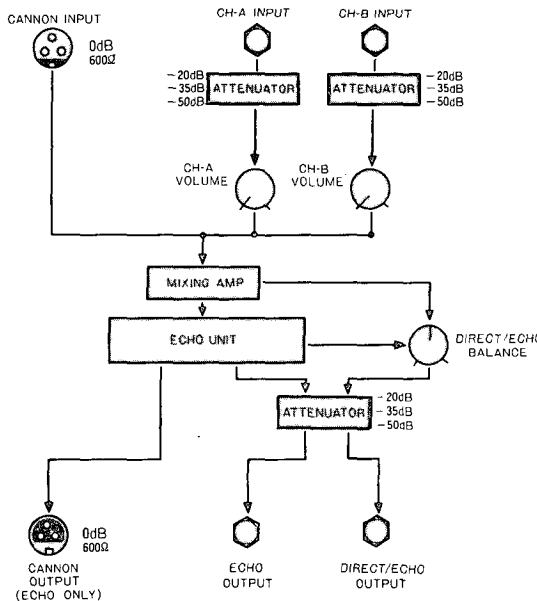 CANNON INPUT
0dB
600Ω
CH-A INPUT
CH-B INPUT
-20dB
-35dB
-50dB
ATTENUATOR
ATTENUATOR
-20dB
-35dB
-50dB
CH-A
VOLUME
CH-B
VOLUME
MIXING AMP
ECHO UNIT
DIRECT/ECHO
BALANCE
ATTENUATOR
-20dB
-35dB
-50dB
0dB
600Ω
CANNON
OUTPUT
(ECHO ONLY)
ECHO
OUTPUT
DIRECT/ECHO
OUTPUT